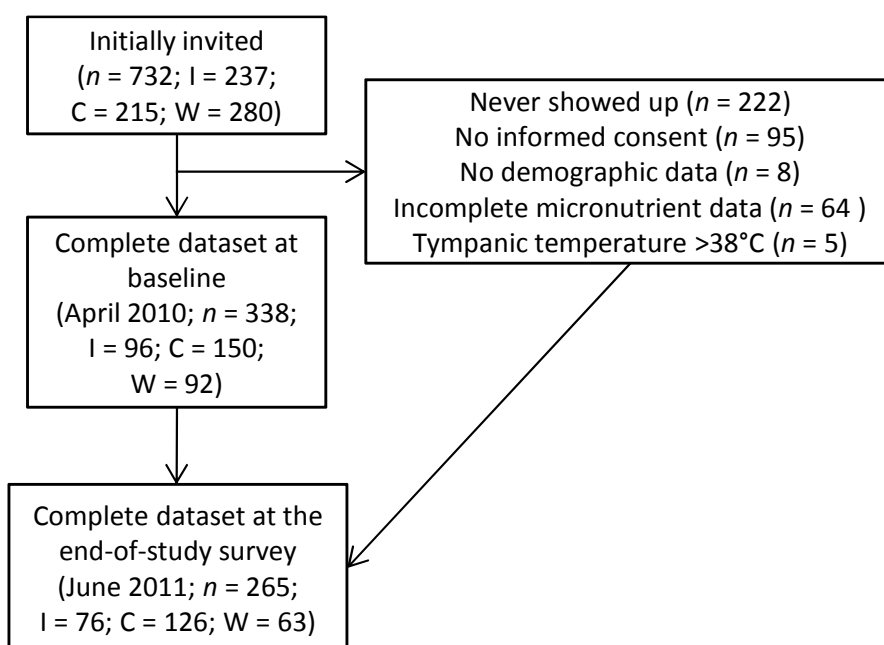 Initially invited
(n = 732; I = 237;
C = 215; W = 280)
Never showed up (n = 222)
No informed consent (n = 95)
No demographic data (n = 8)
Incomplete micronutrient data (n = 64 )
Tympanic temperature >38°C (n = 5)
Complete dataset at
baseline
(April 2010; n = 338;
I = 96; C = 150;
W = 92)
Complete dataset at the
end-of-study survey
(June 2011; n = 265;
I = 76; C = 126; W = 63)